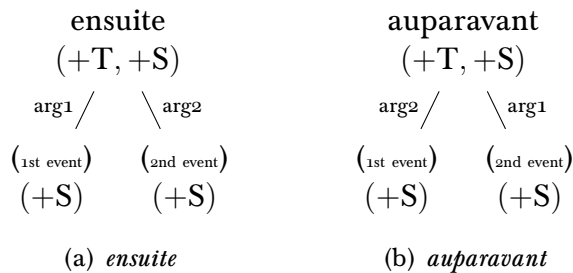 ensuite auparavant
(+T, +S) (+T, +S)
arg1 arg2 arg2 arg1
(1st event) (2nd event) (1st event) (2nd event)
(+S) (+S) (+S) (+S)
(a) ensuite (b) auparavant